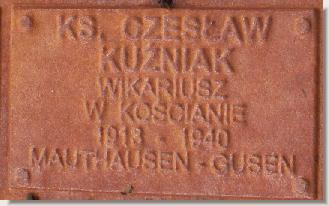 KS. CZESŁAW
KUŹNIAK
WIKARIUSZ
W KOŚCIANIE
1913 - 1940
MAUTHAUSEN - GUSEN